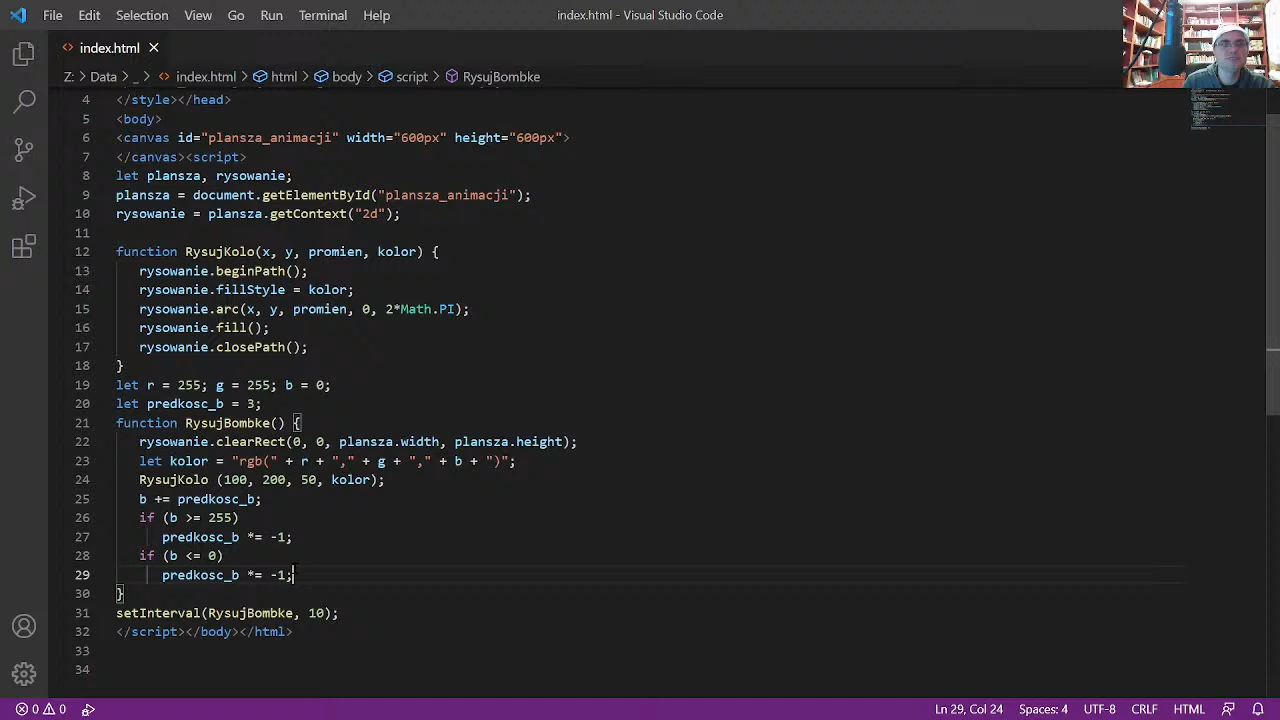 File Edit Selection View Go Run Terminal Help
index.html - Visual Studio Code
index.html
Z: > Data > _ > index.html > html > body > script > RysujBombke
4 </style></head>
5 <body>
6 <canvas id="plansza_animacji" width="600px" height="600px">
7 </canvas><script>
8 let plansza, rysowanie;
9 plansza = document.getElementById("plansza_animacji");
10 rysowanie = plansza.getContext("2d");
11
12 function RysujKolo(x, y, promien, kolor) {
13 rysowanie.beginPath();
14 rysowanie.fillStyle = kolor;
15 rysowanie.arc(x, y, promien, 0, 2*Math.PI);
16 rysowanie.fill();
17 rysowanie.closePath();
18 }
19 let r = 255; g = 255; b = 0;
20 let predkosc_b = 3;
21 function RysujBombke() {
22 rysowanie.clearRect(0, 0, plansza.width, plansza.height);
23 let kolor = "rgb(" + r + "," + g + "," + b + ")";
24 RysujKolo (100, 200, 50, kolor);
25 b += predkosc_b;
26 if (b >= 255)
27 predkosc_b *= -1;
28 if (b <= 0)
29 predkosc_b *= -1;
30 }
31 setInterval(RysujBombke, 10);
32 </script></body></html>
33
34
0 0
Ln 29, Col 24 Spaces: 4 UTF-8 CRLF HTML